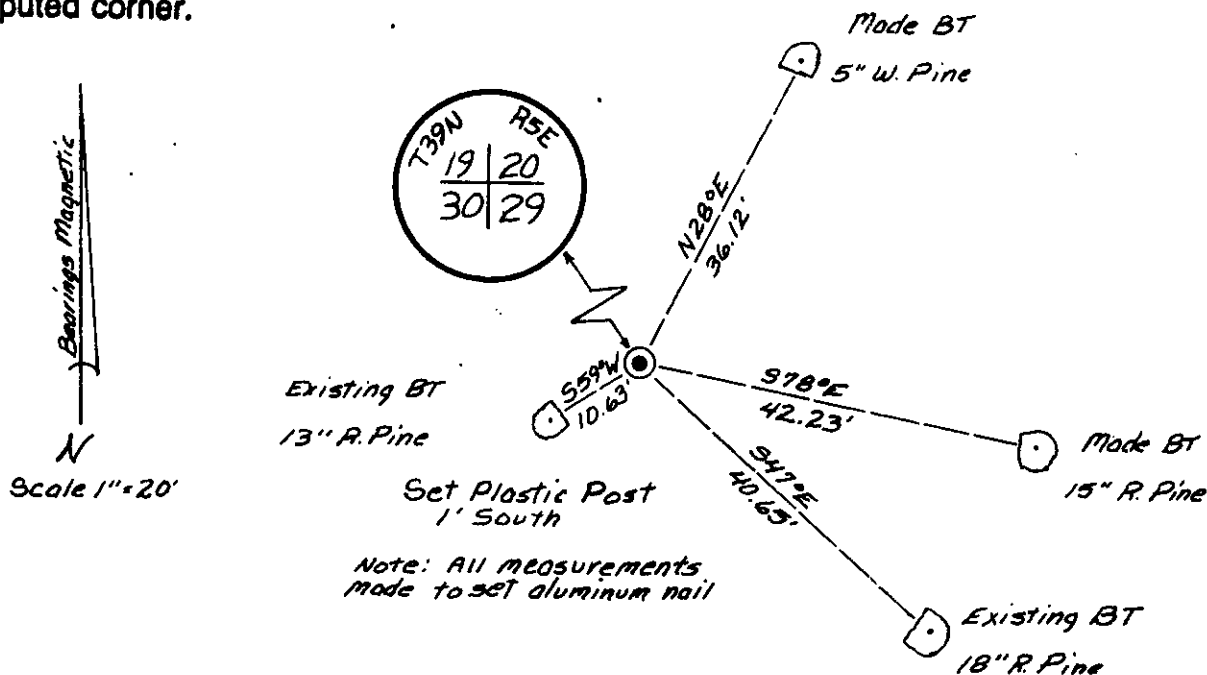 puted corner.
Made BT
5" W. Pine
T39N R5E
19 20
30 29
Bearings Magnetic
N28°E
36.12'
S59°W
10.63'
Existing BT
13" R. Pine
S78°E
42.23'
Made BT
15" R. Pine
N
Scale 1"=20'
Set Plastic Post
1' South
S47°E
40.65'
Note: All measurements
made to set aluminum nail
Existing BT
18" R. Pine